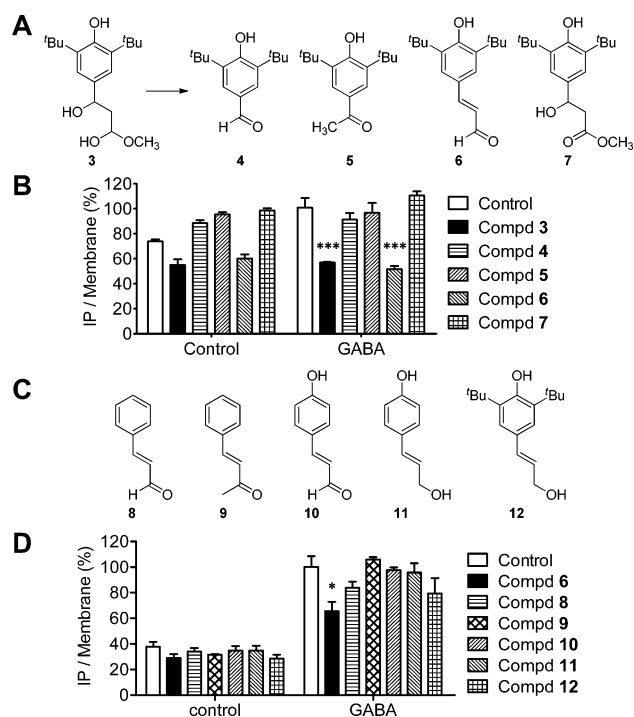 A
OH
tBu
tBu
HO
HO
OCH3
3
OH
tBu
tBu
H
O
4
OH
tBu
tBu
CH3
O
5
OH
tBu
tBu
H
O
6
OH
tBu
tBu
HO
O
OCH3
7
B
IP / Membrane (%)
120
100
80
60
40
20
0
***
***
Control
GABA
Control
Compd 3
Compd 4
Compd 5
Compd 6
Compd 7
C
H
O
8
O
9
OH
H
O
10
OH
OH
11
OH
tBu
tBu
OH
12
D
IP / Membrane (%)
120
100
80
60
40
20
0
*
control
GABA
Control
Compd 6
Compd 8
Compd 9
Compd 10
Compd 11
Compd 12